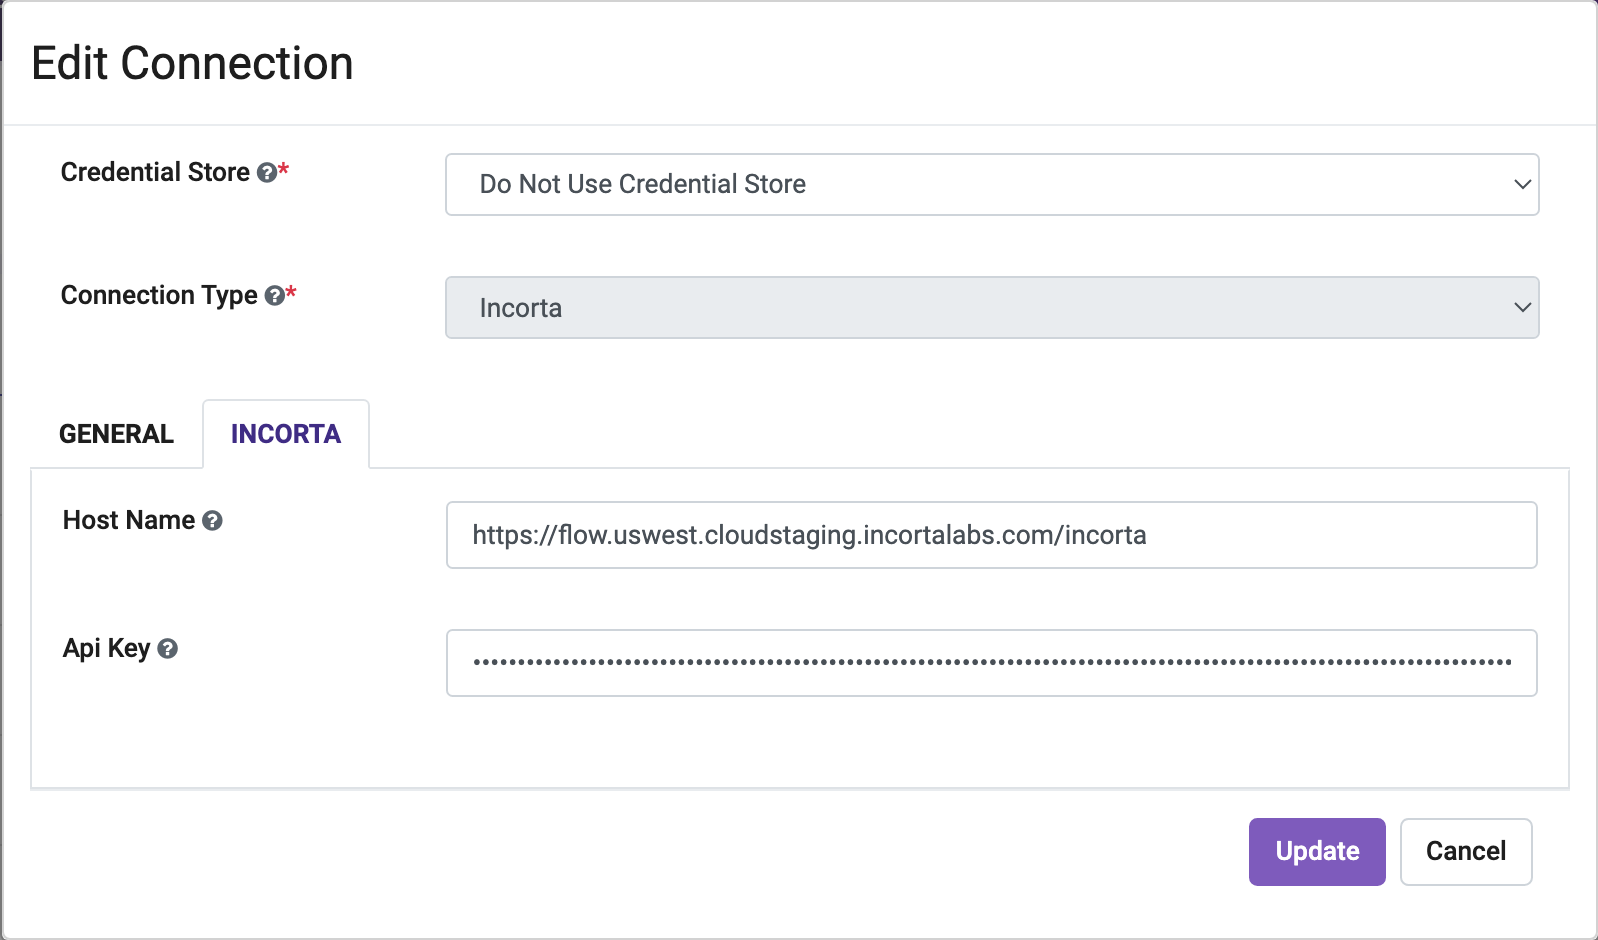 Edit Connection
Credential Store ?*
Do Not Use Credential Store
Connection Type ?*
Incorta
GENERAL
INCORTA
Host Name ?
https://flow.uswest.cloudstaging.incortalabs.com/incorta
Api Key ?
Update
Cancel